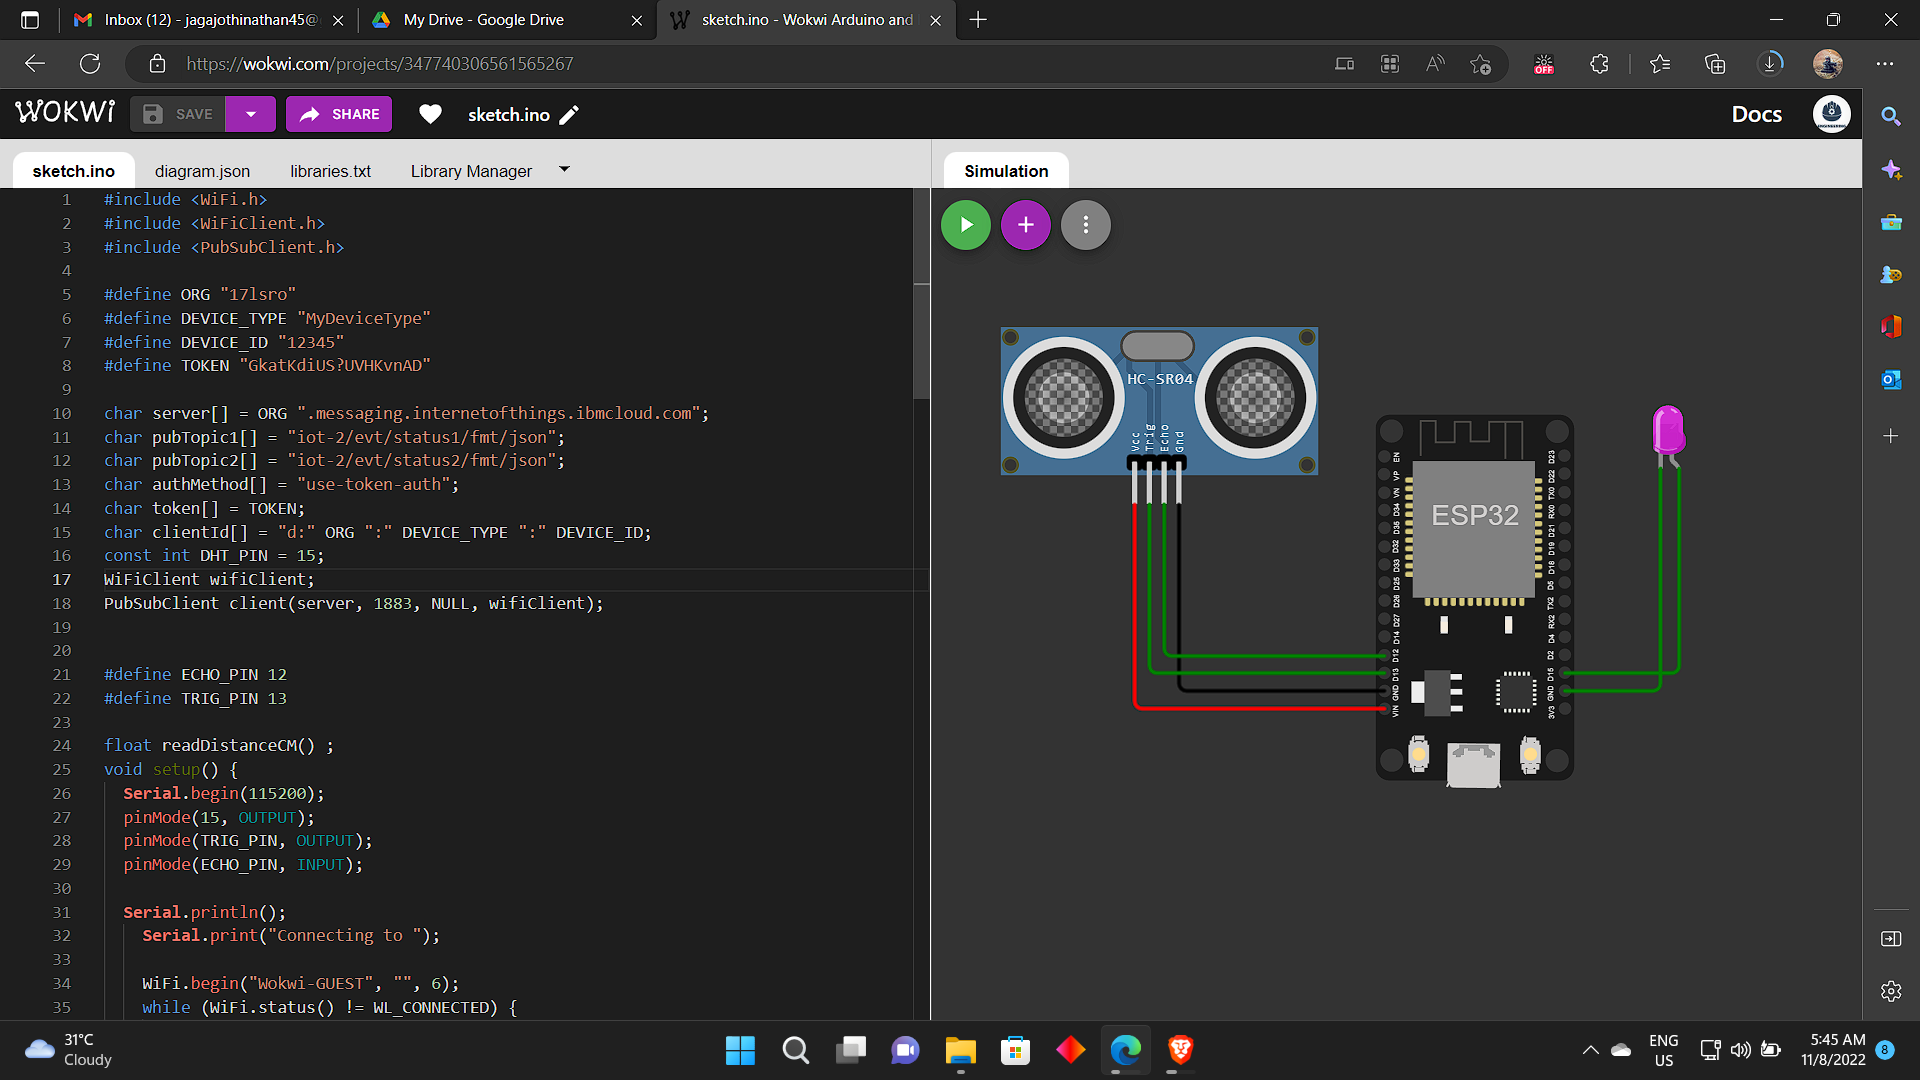 Inbox (12) - jagajothinathan45@
My Drive - Google Drive
sketch.ino - Wokwi Arduino and
https://wokwi.com/projects/347740306561565267
OFF
WOKWI
SAVE
SHARE
sketch.ino
Docs
sketch.ino
diagram.json
libraries.txt
Library Manager
Simulation
1 #include <WiFi.h>
2 #include <WiFiClient.h>
3 #include <PubSubClient.h>
4
5 #define ORG "17lsro"
6 #define DEVICE_TYPE "MyDeviceType"
7 #define DEVICE_ID "12345"
8 #define TOKEN "GkatKdiUS?UVHKvnAD"
9
10 char server[] = ORG ".messaging.internetofthings.ibmcloud.com";
11 char pubTopic1[] = "iot-2/evt/status1/fmt/json";
12 char pubTopic2[] = "iot-2/evt/status2/fmt/json";
13 char authMethod[] = "use-token-auth";
14 char token[] = TOKEN;
15 char clientId[] = "d:" ORG ":" DEVICE_TYPE ":" DEVICE_ID;
16 const int DHT_PIN = 15;
17 WiFiClient wifiClient;
18 PubSubClient client(server, 1883, NULL, wifiClient);
19
20
21 #define ECHO_PIN 12
22 #define TRIG_PIN 13
23
24 float readDistanceCM() ;
25 void setup() {
26 Serial.begin(115200);
27 pinMode(15, OUTPUT);
28 pinMode(TRIG_PIN, OUTPUT);
29 pinMode(ECHO_PIN, INPUT);
30
31 Serial.println();
32 Serial.print("Connecting to ");
33
34 WiFi.begin("Wokwi-GUEST", "", 6);
35 while (WiFi.status() != WL_CONNECTED) {
HC-SR04
Vcc
Trig
Echo
Gnd
ESP32
EN
VP
VN
D34
D35
D32
D33
D25
D26
D27
D14
D12
D13
GND
VIN
D23
D22
TX0
RX0
D21
D19
D18
D5
TX2
RX2
D4
D2
D15
GND
3V3
31°C
Cloudy
ENG
US
5:45 AM
11/8/2022
8